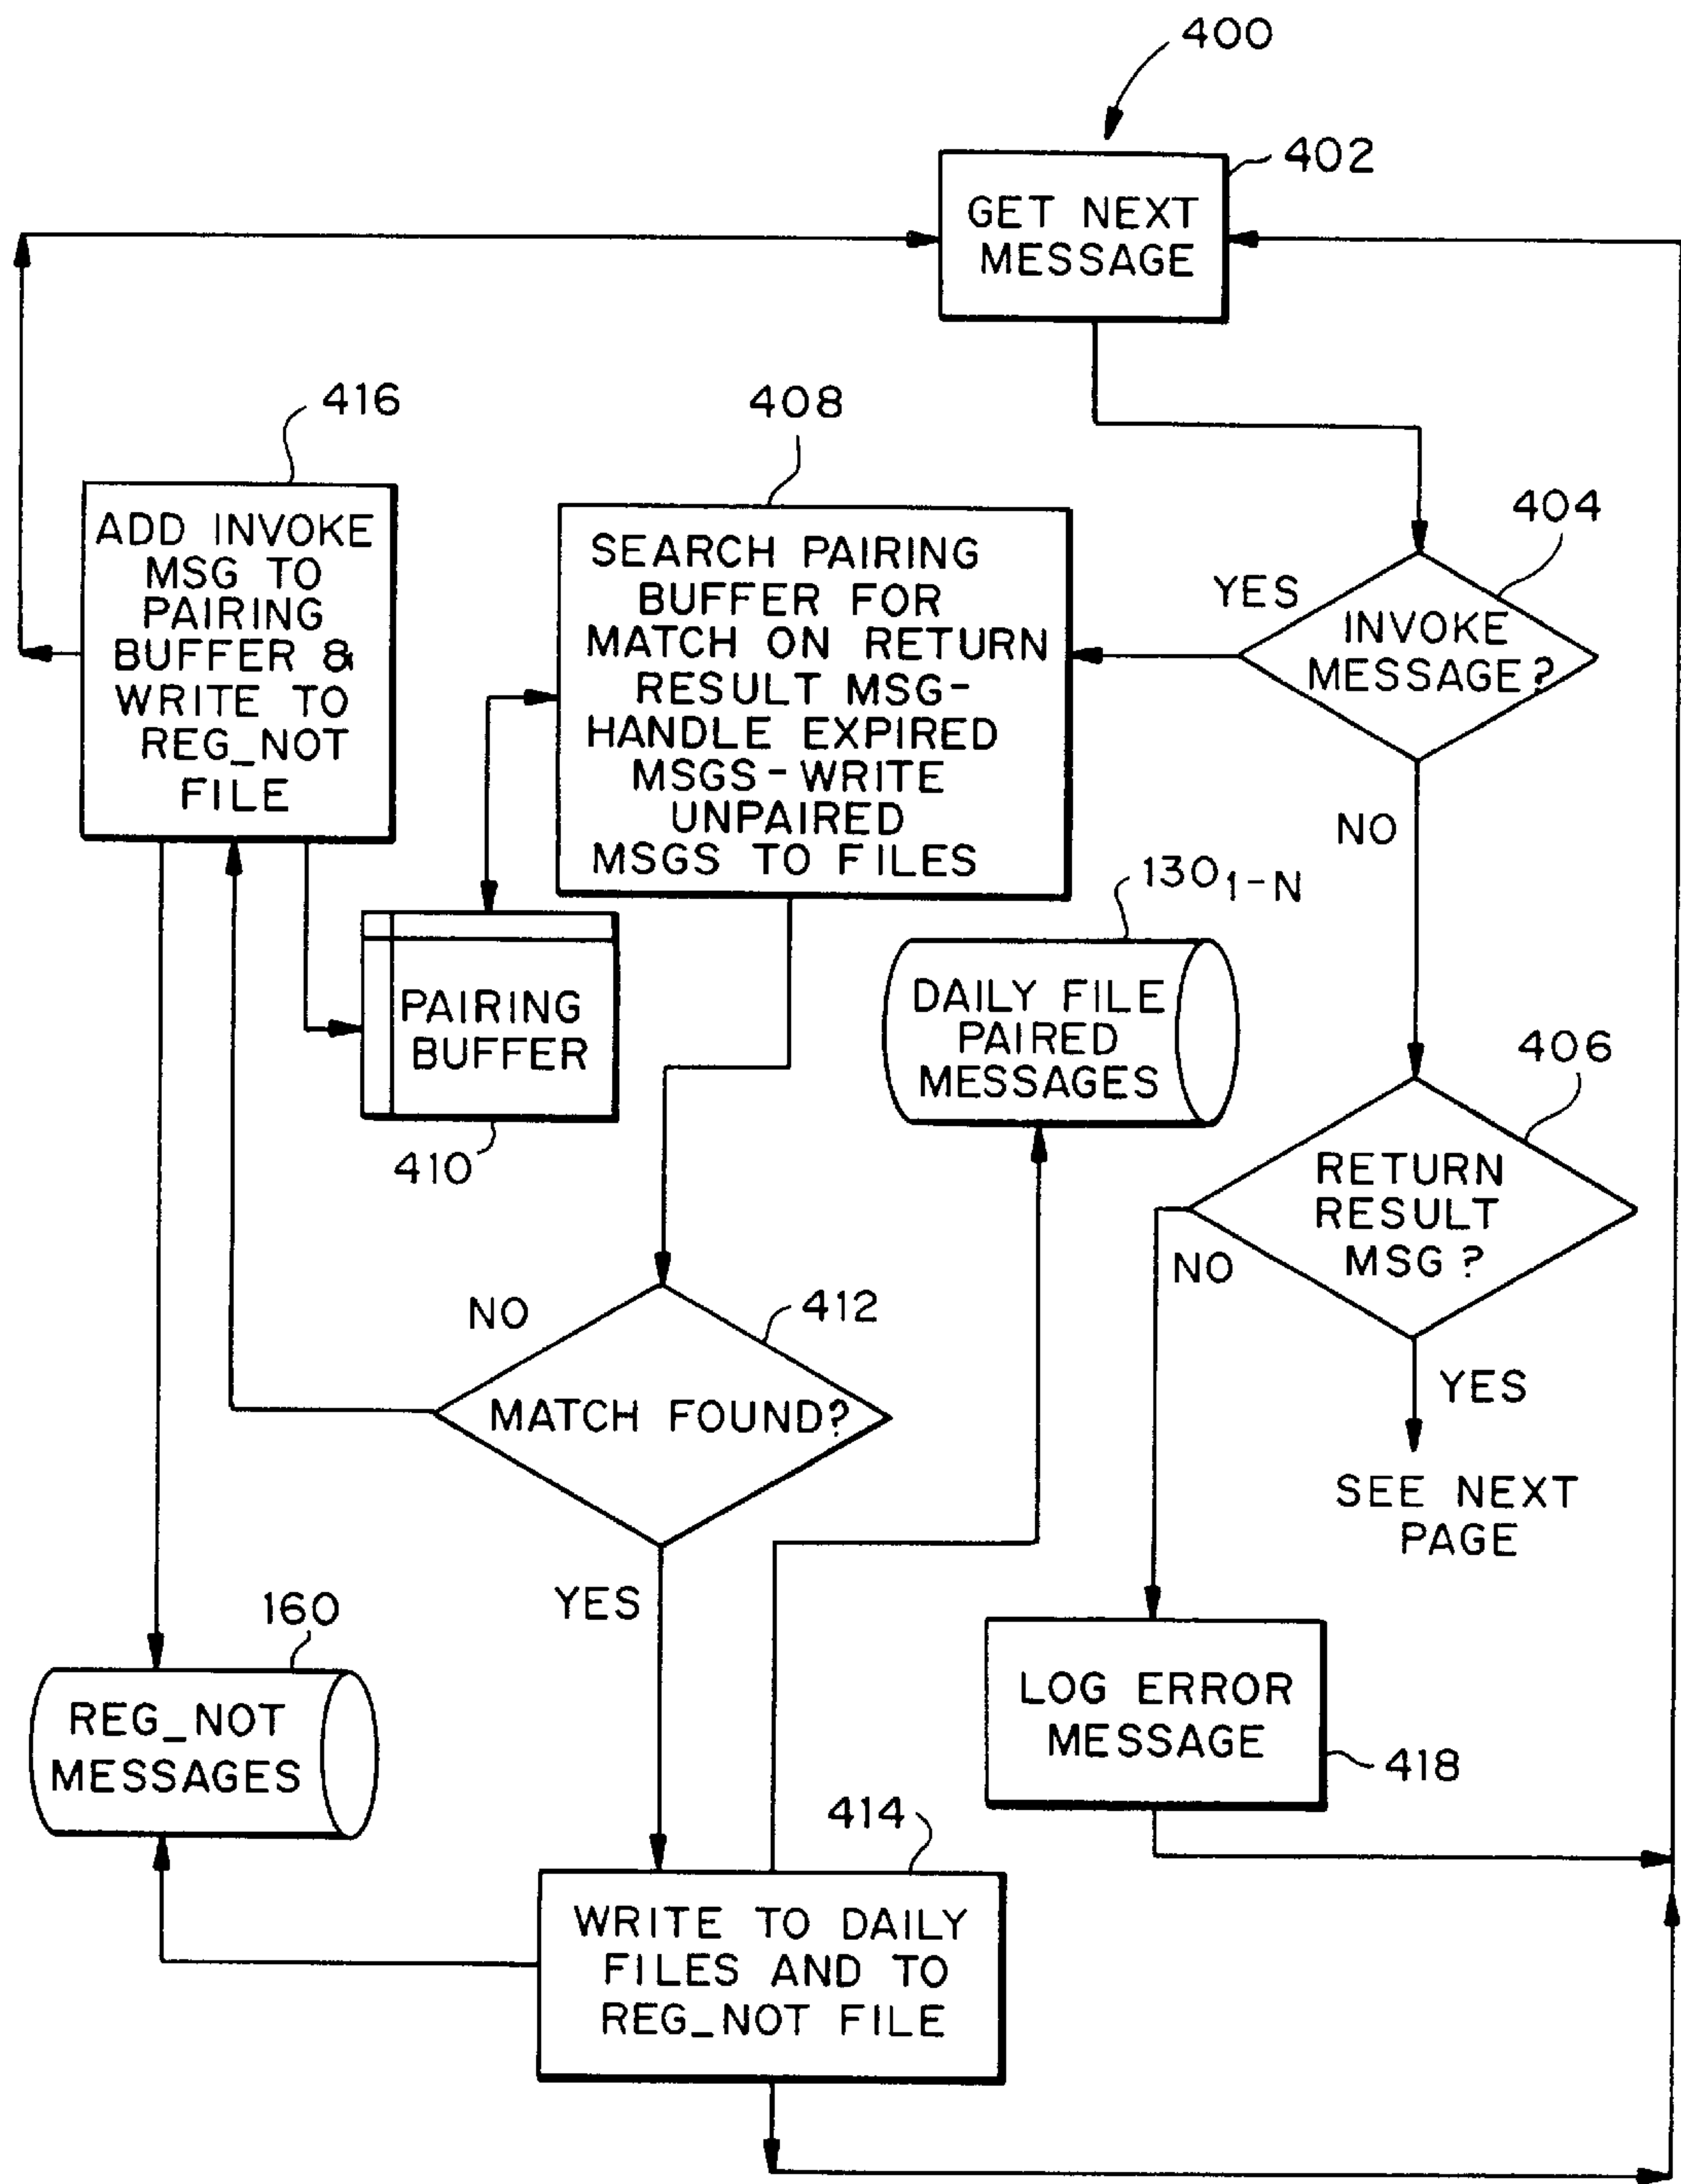 400
402
GET NEXT
MESSAGE
416
408
404
ADD INVOKE
MSG TO
PAIRING
BUFFER &
WRITE TO
REG_NOT
FILE
SEARCH PAIRING
BUFFER FOR
MATCH ON RETURN
RESULT MSG-
HANDLE EXPIRED
MSGS-WRITE
UNPAIRED
MSGS TO FILES
YES
INVOKE
MESSAGE?
NO
130₁₋N
PAIRING
BUFFER
410
DAILY FILE
PAIRED
MESSAGES
406
RETURN
RESULT
MSG?
NO
YES
SEE NEXT
PAGE
NO
412
MATCH FOUND?
YES
160
REG_NOT
MESSAGES
LOG ERROR
MESSAGE
418
414
WRITE TO DAILY
FILES AND TO
REG_NOT FILE